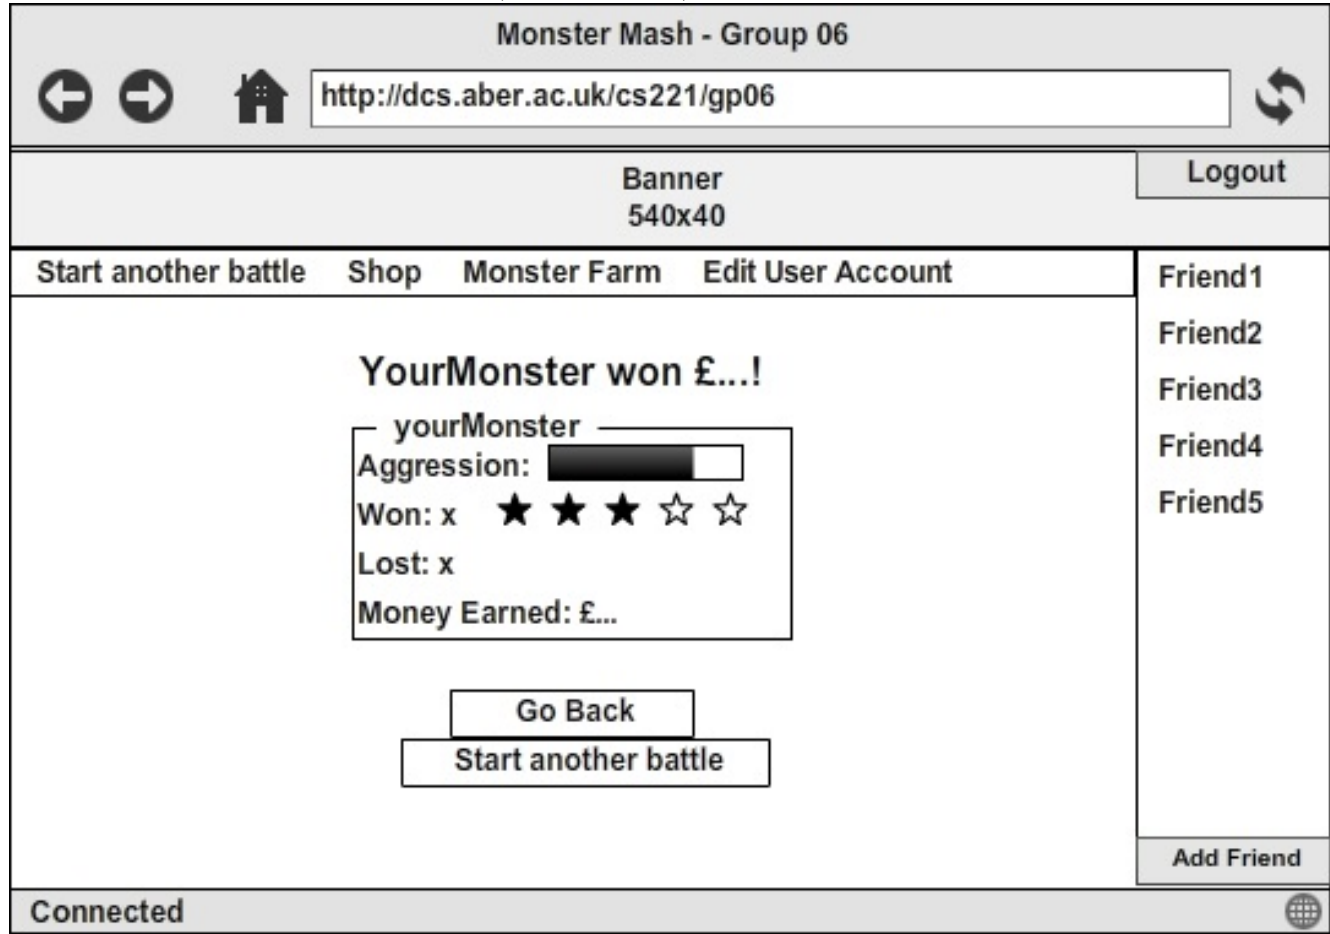 Monster Mash - Group 06
http://dcs.aber.ac.uk/cs221/gp06
Banner
540x40
Logout
Start another battle Shop Monster Farm Edit User Account
YourMonster won £...!
yourMonster
Aggression:
Won: x
Lost: x
Money Earned: £...
Go Back
Start another battle
Friend1
Friend2
Friend3
Friend4
Friend5
Add Friend
Connected